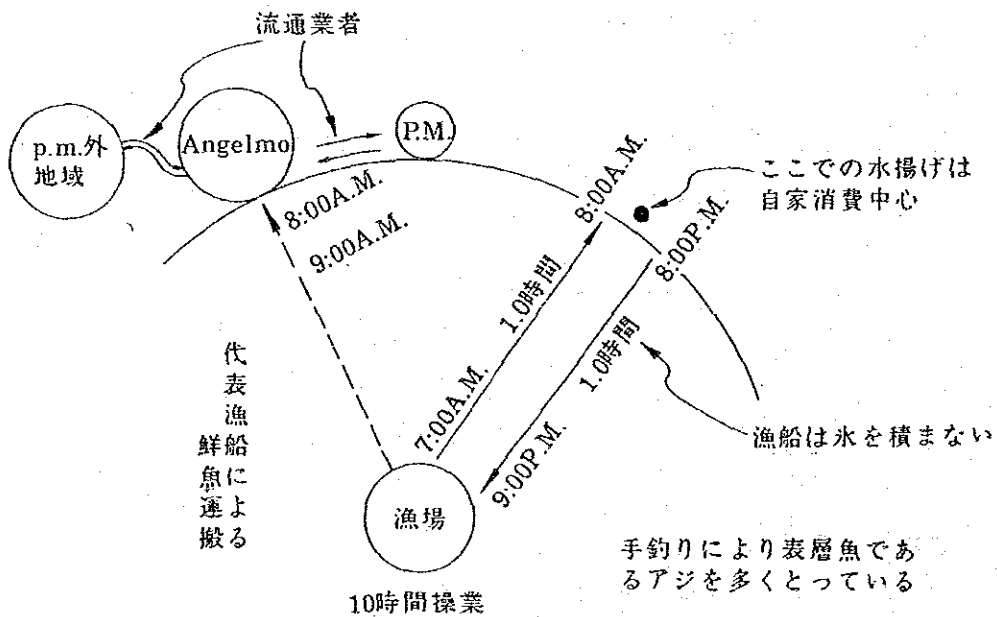 流通業者
p.m.外
地域
Angelmo
P.M.
8:00A.M.
9:00A.M.
8:00A.M.
ここでの水揚げは
自家消費中心
8:00P.M.
1.0時間
1.0時間
7:00A.M.
9:00P.M.
漁船は氷を積まない
代表漁船による
鮮魚運搬
漁場
10時間操業
手釣りにより表層魚であ
るアジを多くとっている